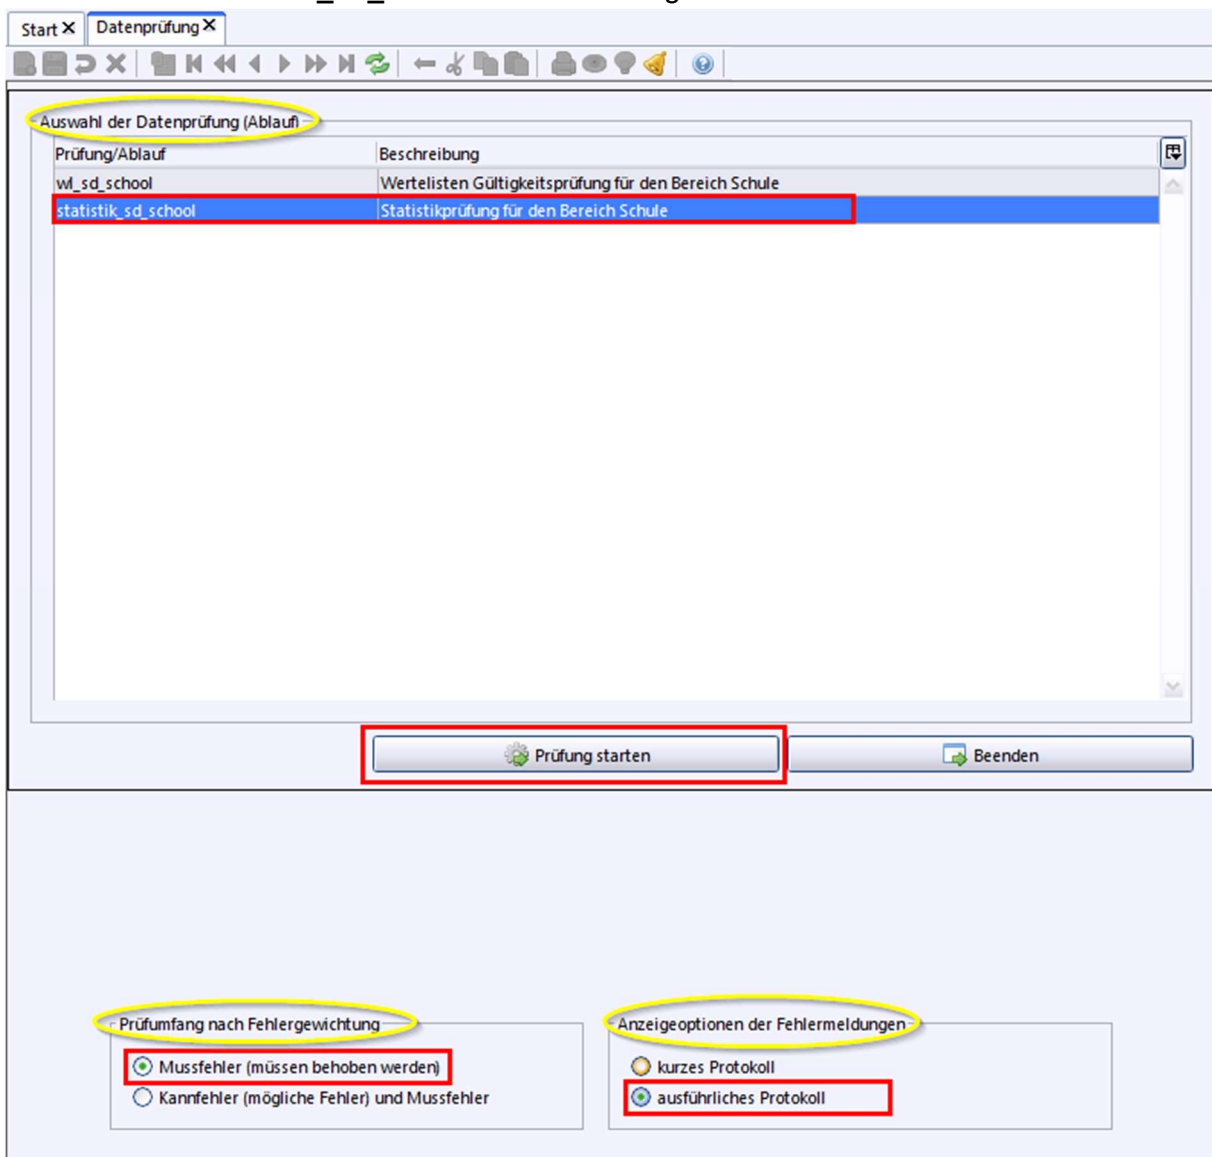 Start Datenprüfung
Auswahl der Datenprüfung (Ablauf)
Prüfung/Ablauf Beschreibung
wl_sd_school Wertelisten Gültigkeitsprüfung für den Bereich Schule
statistik_sd_school Statistikprüfung für den Bereich Schule
Prüfung starten Beenden
Prüfumfang nach Fehlergewichtung Anzeigeoptionen der Fehlermeldungen
Mussfehler (müssen behoben werden) kurzes Protokoll
Kannfehler (mögliche Fehler) und Mussfehler ausführliches Protokoll